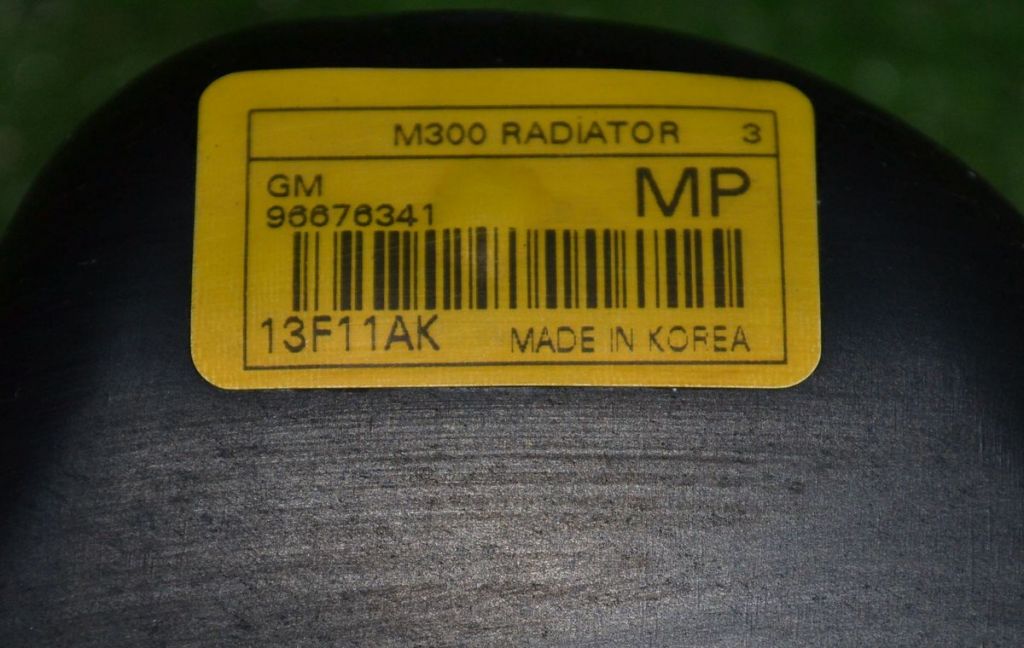 M300 RADIATOR 3
GM MP
96676341
13F11AK MADE IN KOREA